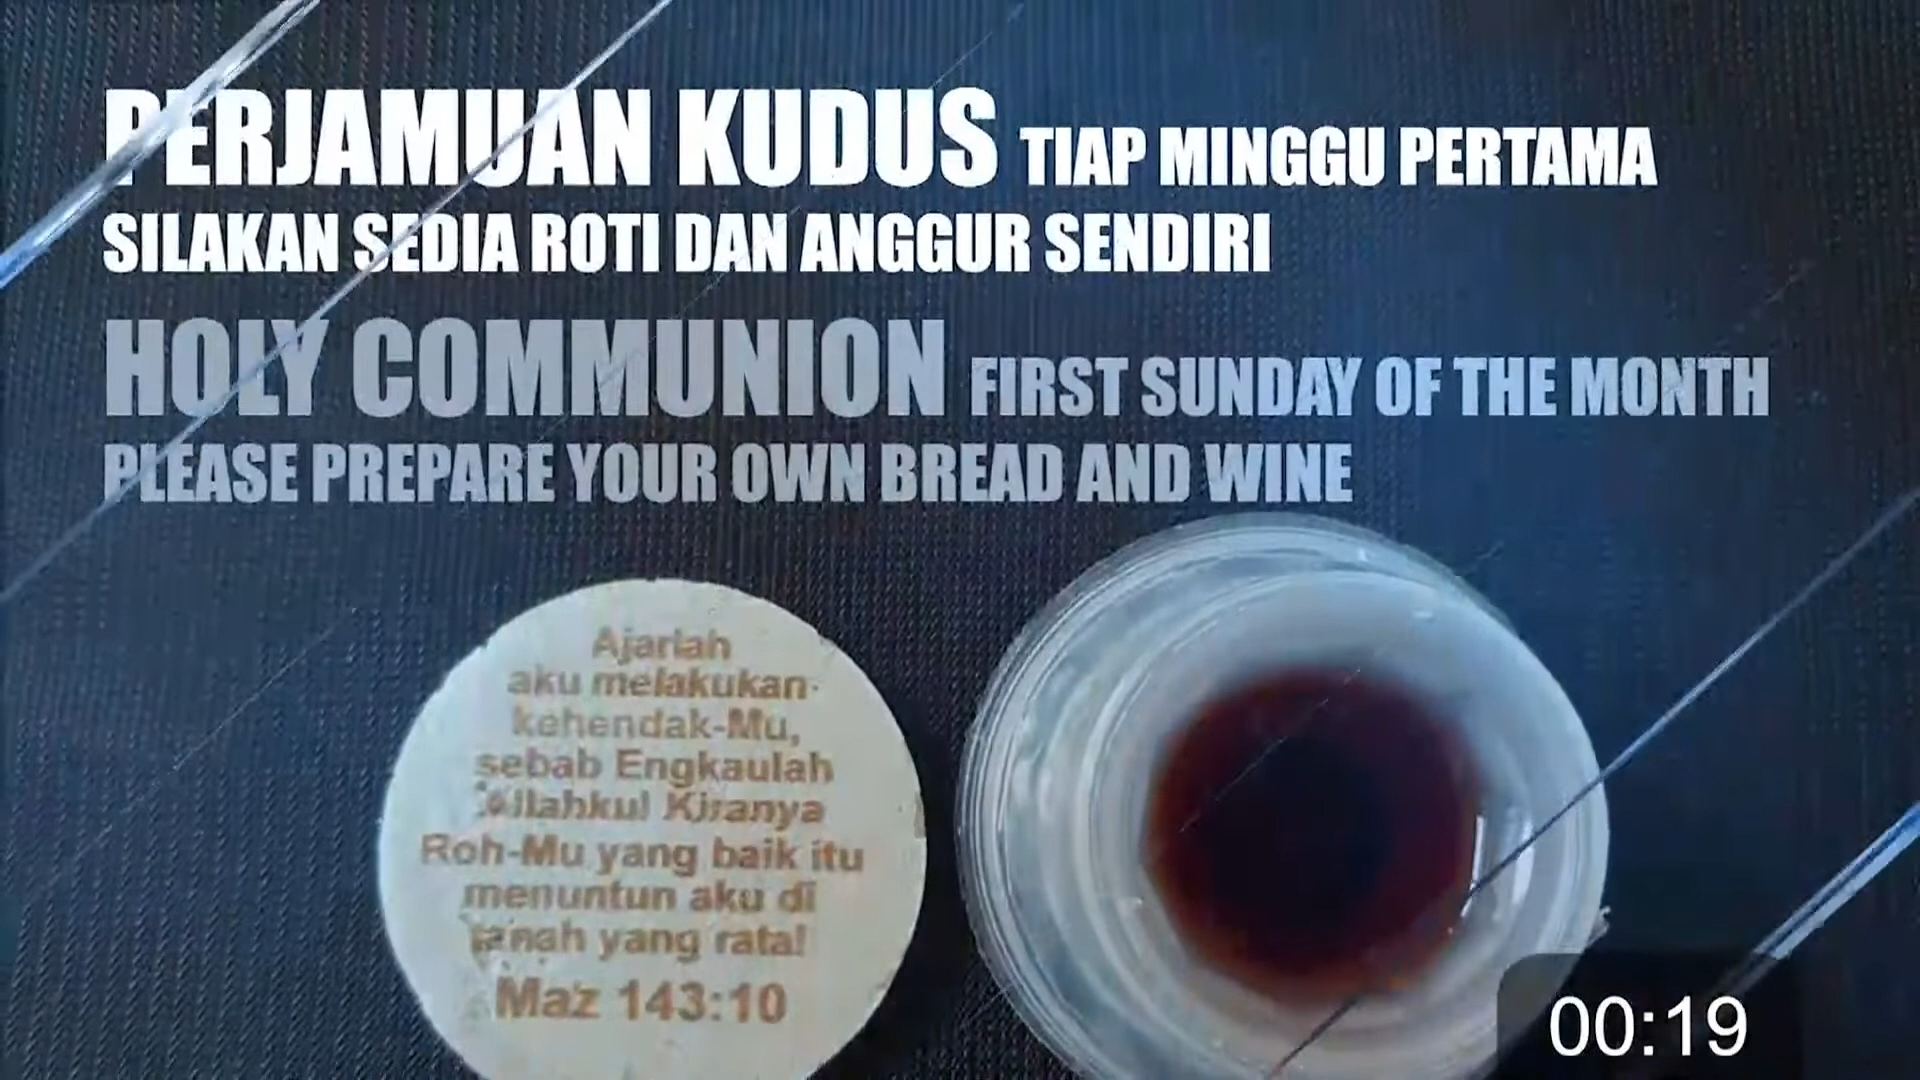 PERJAMUAN KUDUS TIAP MINGGU PERTAMA
SILAKAN SEDIA ROTI DAN ANGGUR SENDIRI
HOLY COMMUNION FIRST SUNDAY OF THE MONTH
PLEASE PREPARE YOUR OWN BREAD AND WINE
Ajarlah
aku melakukan
kehendak-Mu,
sebab Engkaulah
Allahku! Kiranya
Roh-Mu yang baik itu
menuntun aku di
tanah yang rata!
Maz 143:10
00:19